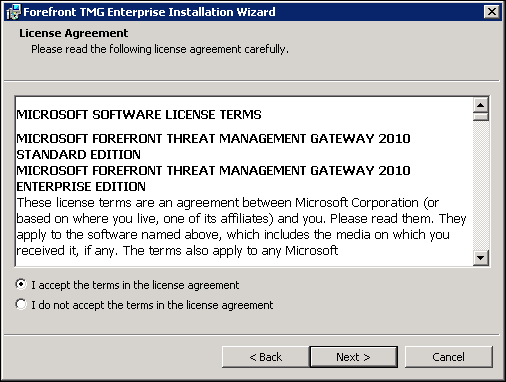 Forefront TMG Enterprise Installation Wizard
License Agreement
Please read the following license agreement carefully.
MICROSOFT SOFTWARE LICENSE TERMS
MICROSOFT FOREFRONT THREAT MANAGEMENT GATEWAY 2010
STANDARD EDITION
MICROSOFT FOREFRONT THREAT MANAGEMENT GATEWAY 2010
ENTERPRISE EDITION
These license terms are an agreement between Microsoft Corporation (or
based on where you live, one of its affiliates) and you. Please read them. They
apply to the software named above, which includes the media on which you
received it, if any. The terms also apply to any Microsoft
I accept the terms in the license agreement
I do not accept the terms in the license agreement
< Back
Next >
Cancel